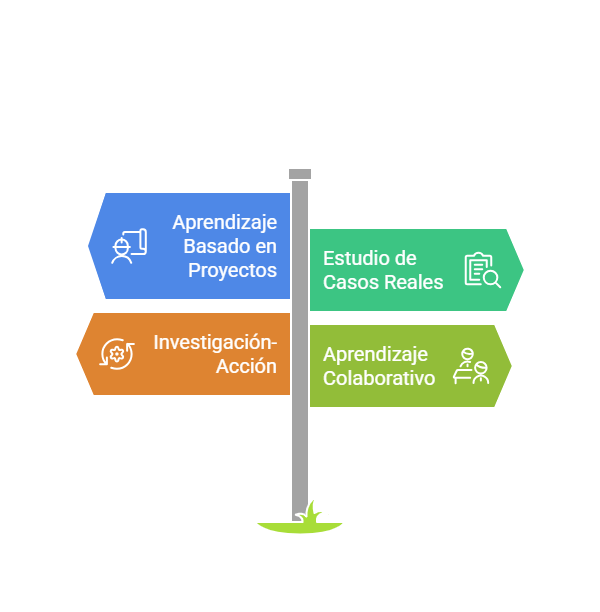 Aprendizaje
Basado en
Proyectos
Estudio de
Casos Reales
Investigación-
Acción
Aprendizaje
Colaborativo